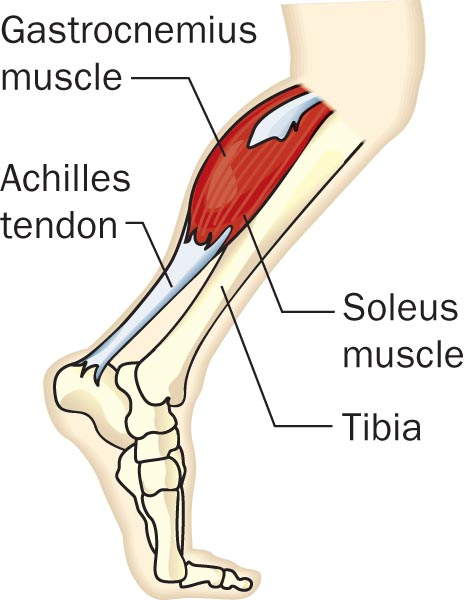 Gastrocnemius
muscle
Achilles
tendon
Soleus
muscle
Tibia